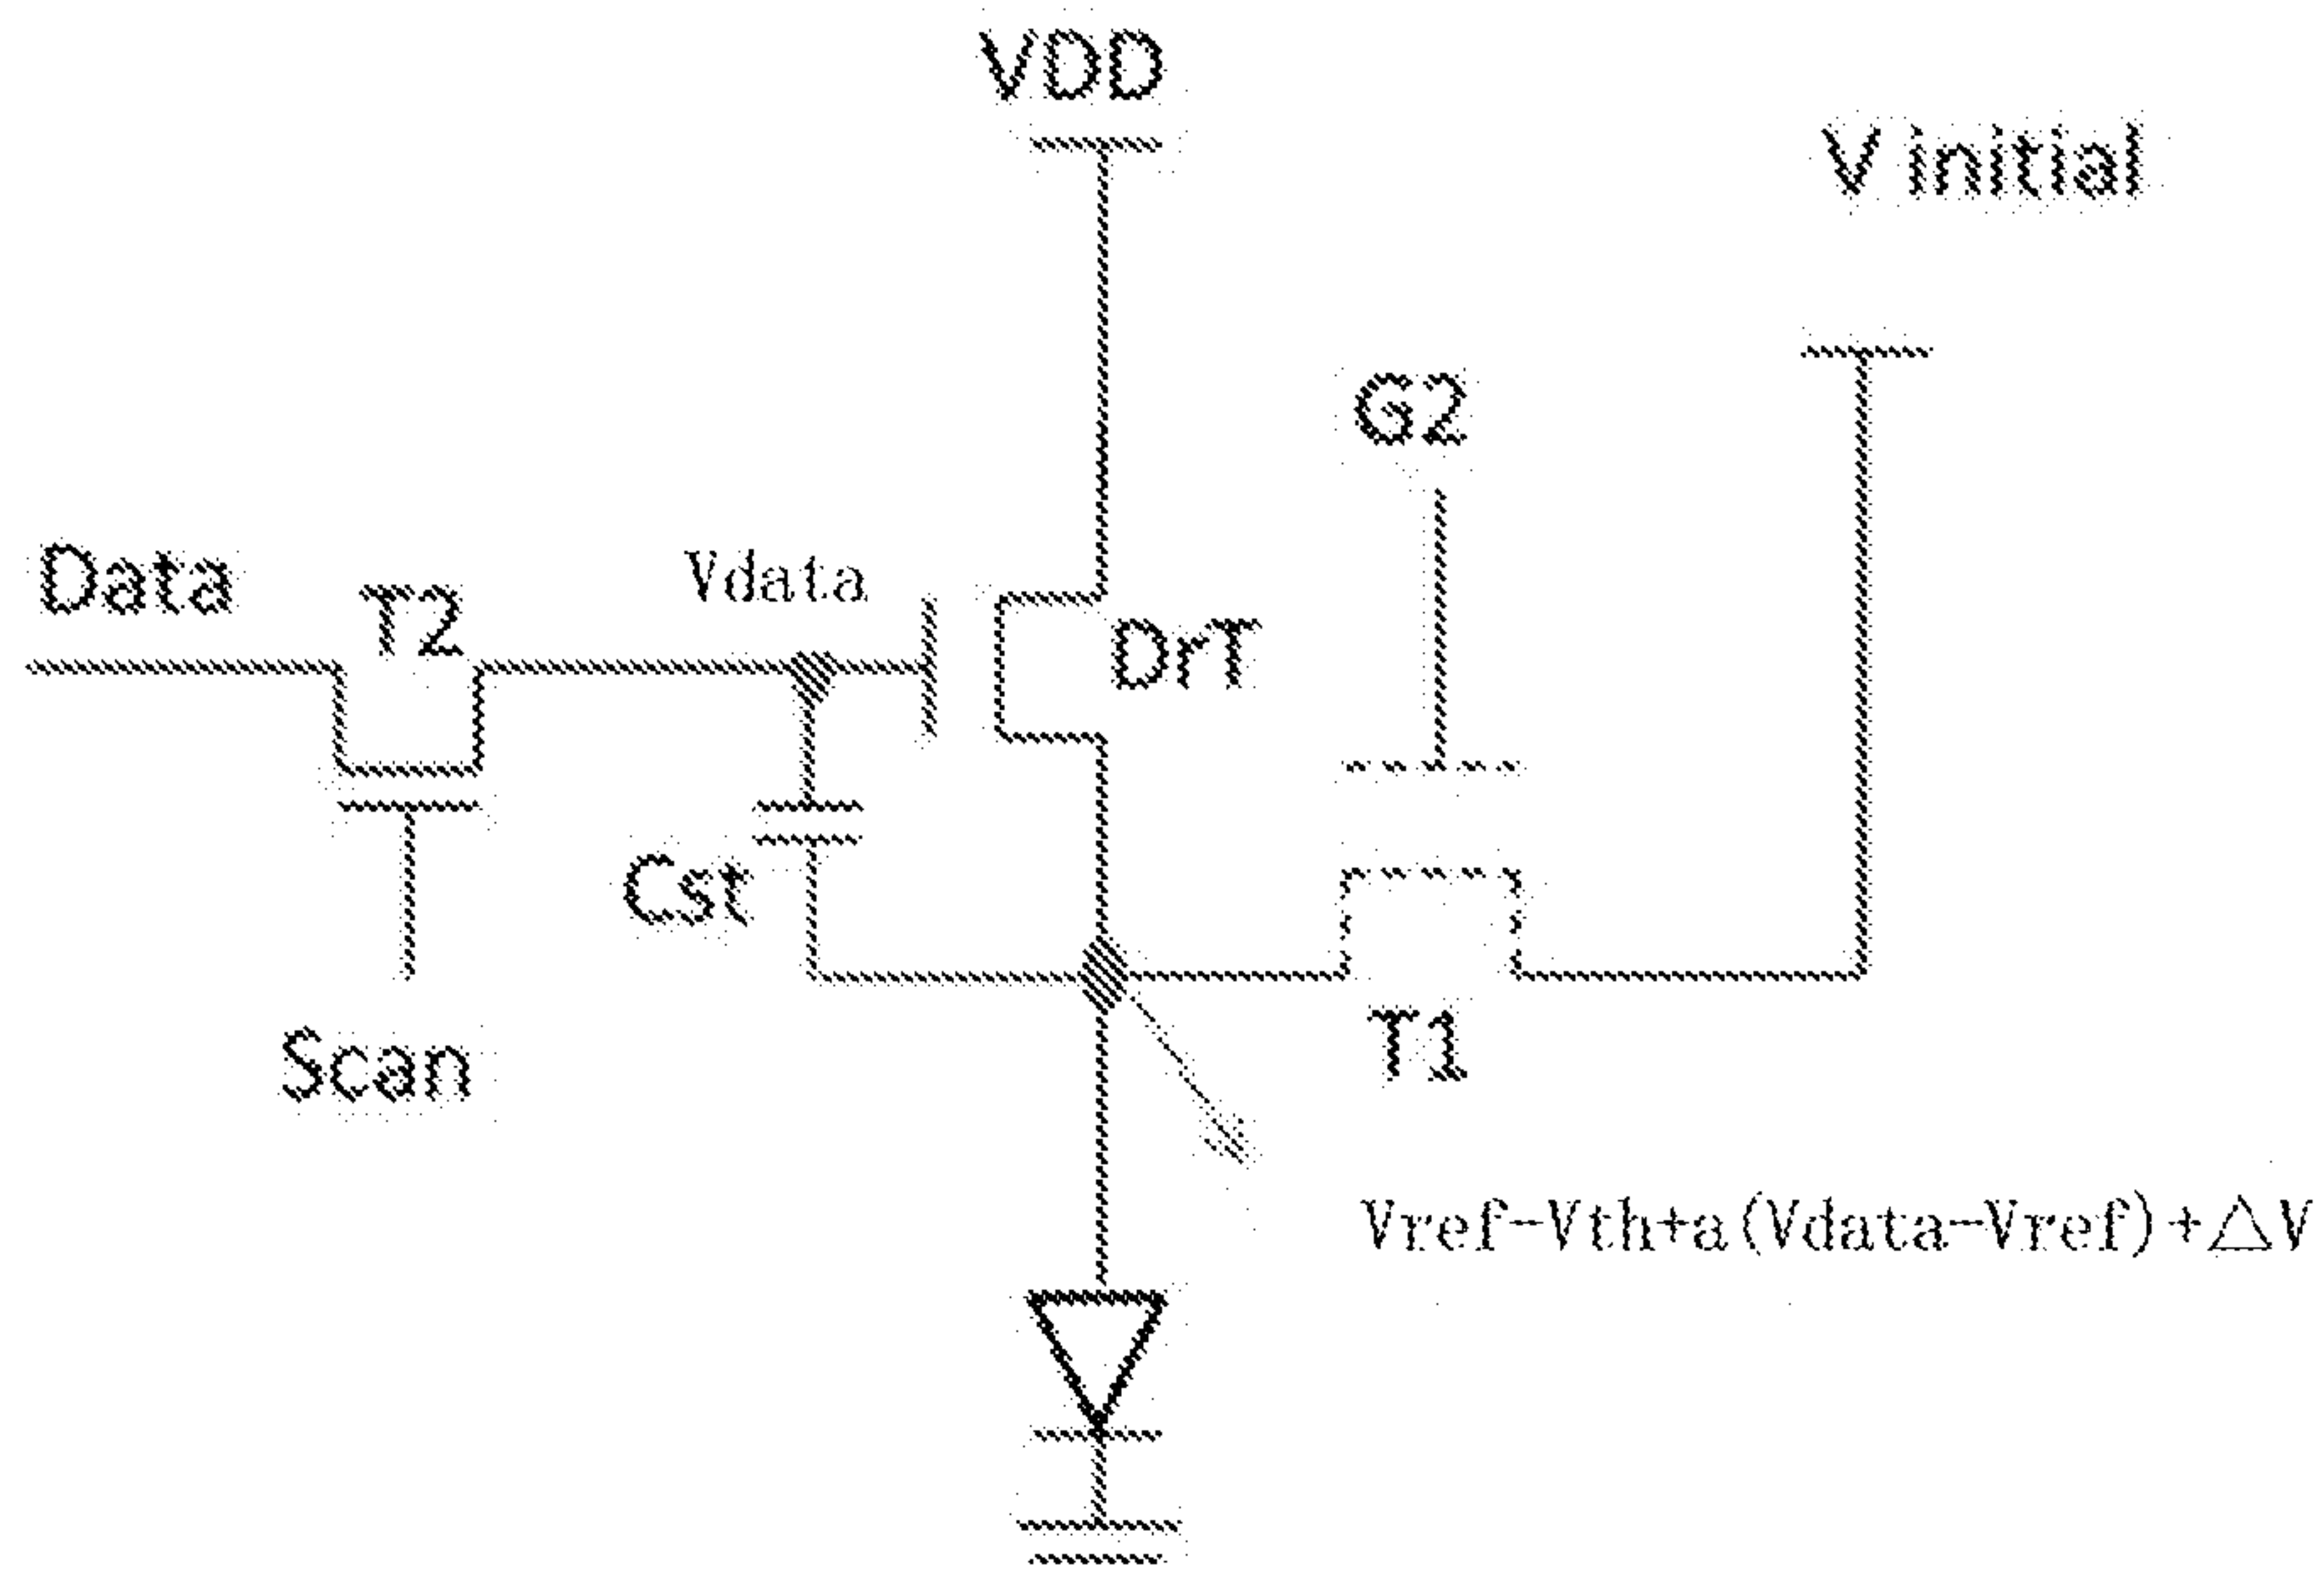 VDD
V initial
G2
Data
T2
Vdata
DrT
Cst
T1
Scan
Vref-Vth+a(Vdata-Vref)+△V